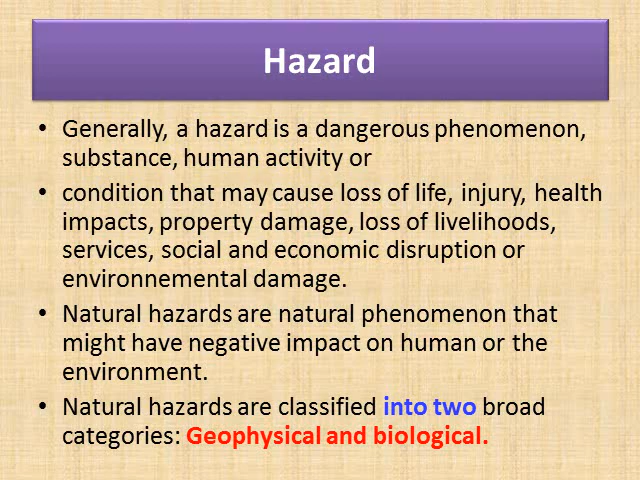 Hazard
• Generally, a hazard is a dangerous phenomenon,
substance, human activity or
• condition that may cause loss of life, injury, health
impacts, property damage, loss of livelihoods,
services, social and economic disruption or
environnemental damage.
• Natural hazards are natural phenomenon that
might have negative impact on human or the
environment.
• Natural hazards are classified into two broad
categories: Geophysical and biological.